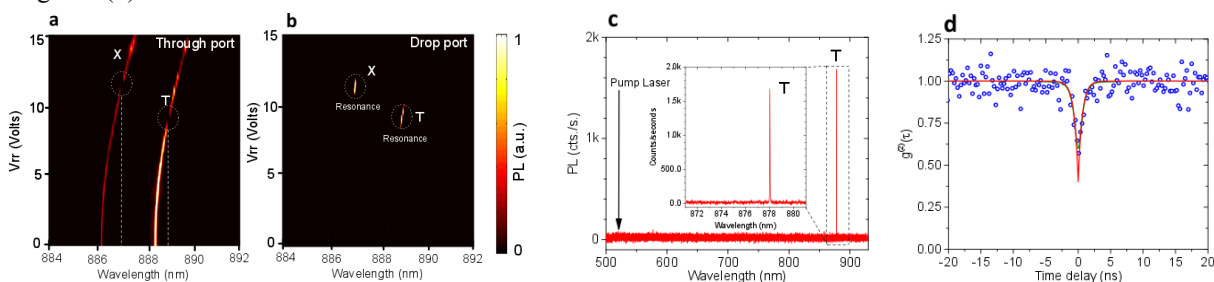 a
Through port
X
T
15
10
5
0
Vrr (Volts)
884
886
888
890
892
Wavelength (nm)
b
Drop port
X
Resonance
T
Resonance
15
10
5
0
Vrr (Volts)
884
886
888
890
892
Wavelength (nm)
1
0
PL (a.u.)
c
2k
1k
0
PL (cts./s.)
Pump Laser
T
T
2.0k
1.5k
1.0k
500.0
0.0
Counts/seconds
872
874
876
878
880
Wavelength (nm)
500
600
700
800
900
Wavelength (nm)
d
1.25
1.00
0.75
0.50
0.25
0.00
g(2)(τ)
-20
-15
-10
-5
0
5
10
15
20
Time delay (ns)